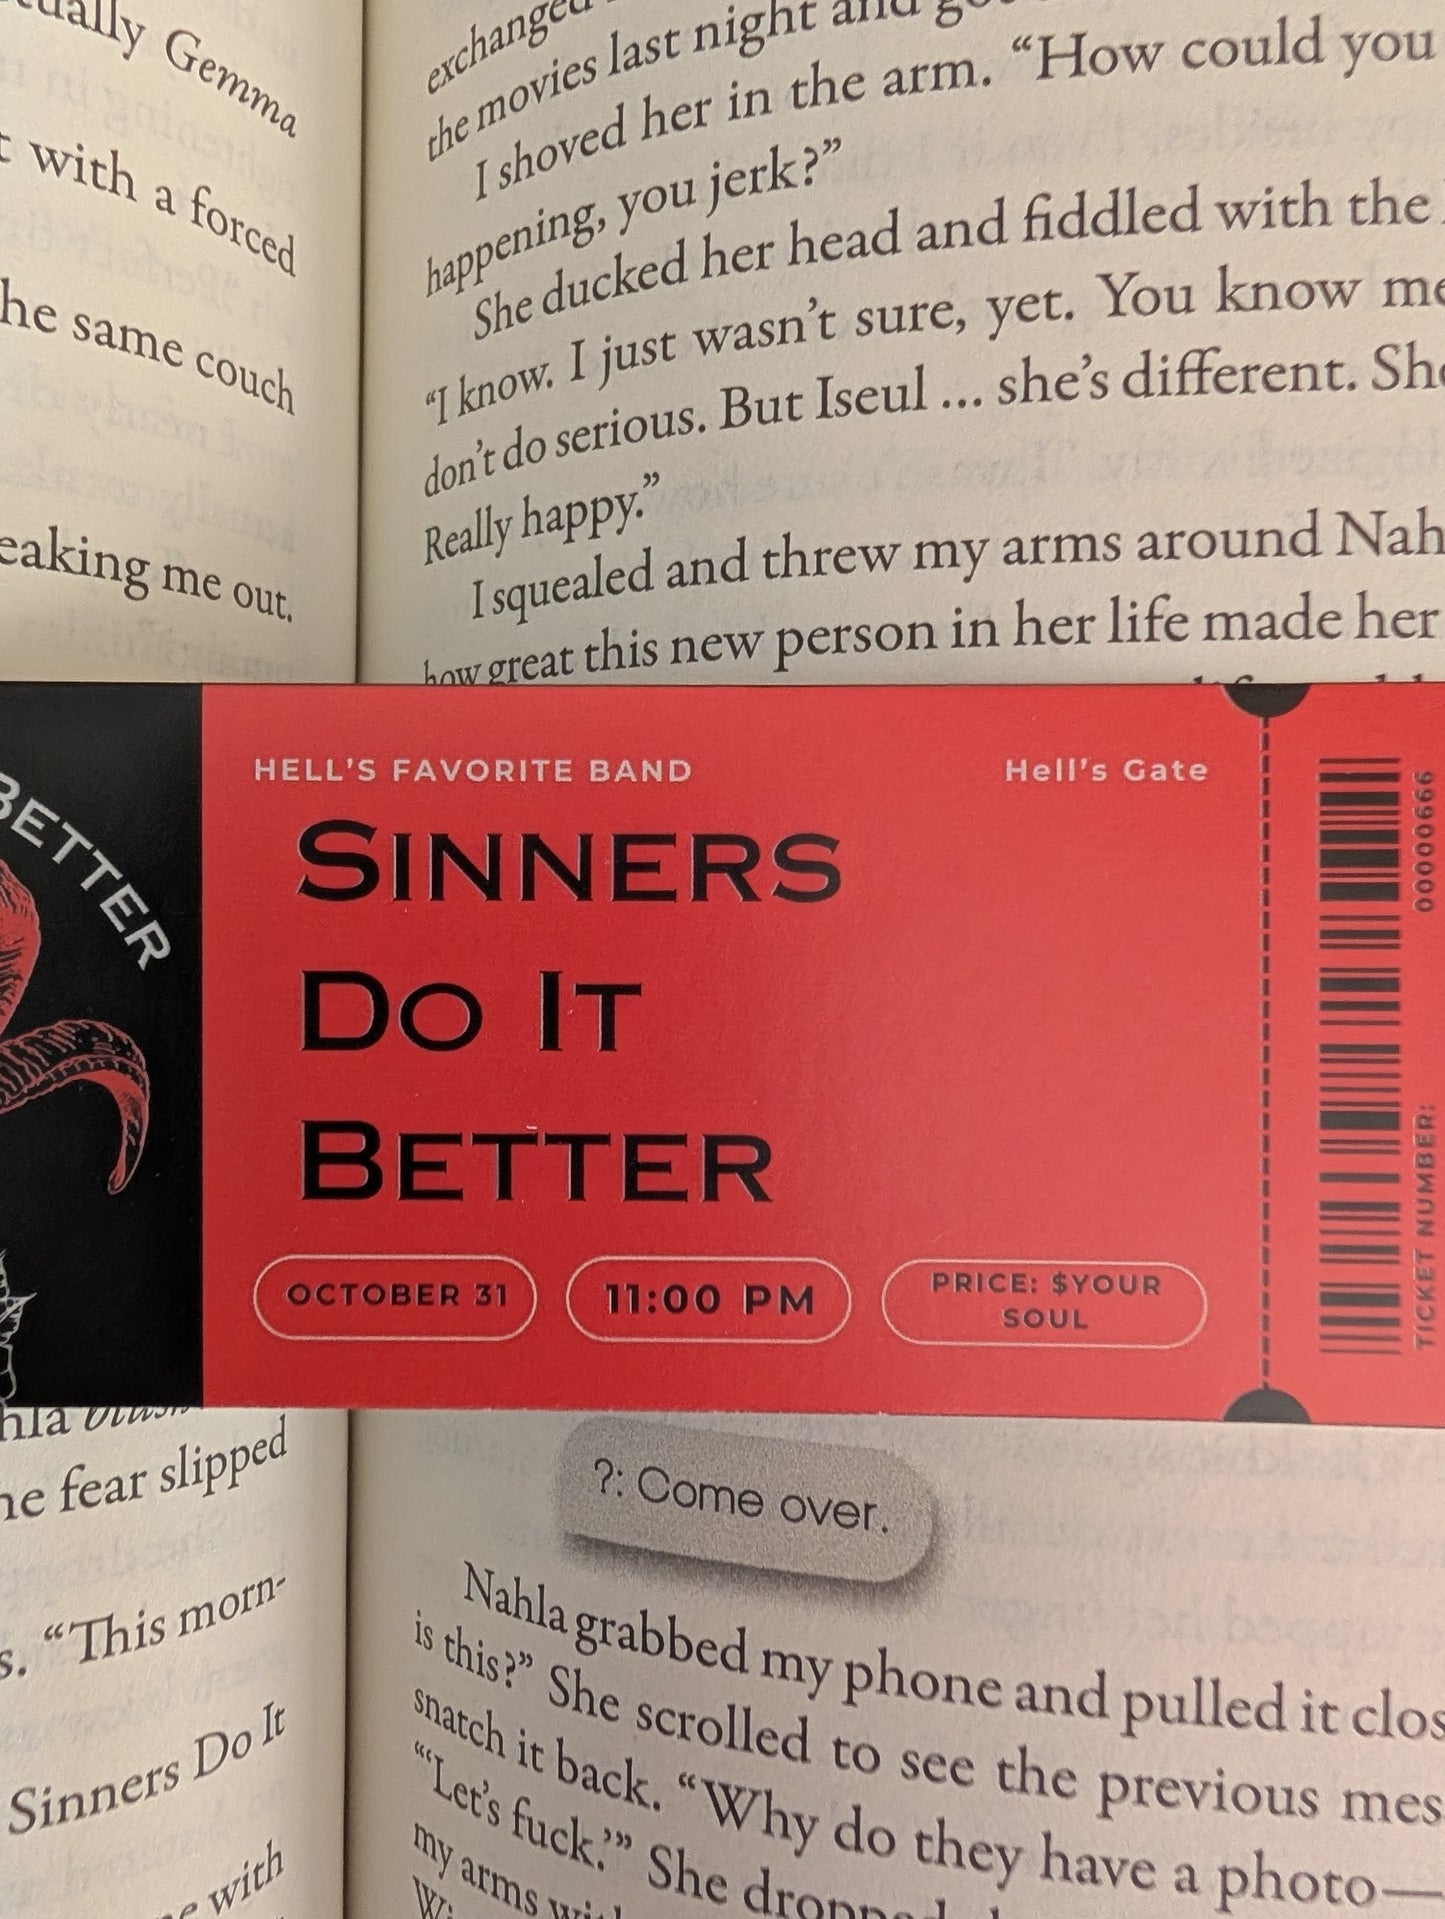 Gemma
with a forced
same couch
me out.
the movies last night and
I shoved her in the arm. “How could you
happening, you jerk?”
She ducked her head and fiddled with the
“I know. I just wasn’t sure, yet. You know me
don’t do serious. But Iseul ... she’s different. She
Really happy.”
I squealed and threw my arms around Nah
how great this new person in her life made her
BETTER
HELL’S FAVORITE BAND
Hell’s Gate
SINNERS
DO IT
BETTER
OCTOBER 31
11:00 PM
PRICE: $YOUR
SOUL
TICKET NUMBER:
00000666
fear slipped
“This morn-
Sinners Do It
with
?: Come over.
Nahla grabbed my phone and pulled it clos
is this?” She scrolled to see the previous mes
snatch it back. “Why do they have a photo—
“‘Let’s fuck.’” She dropped
my arms